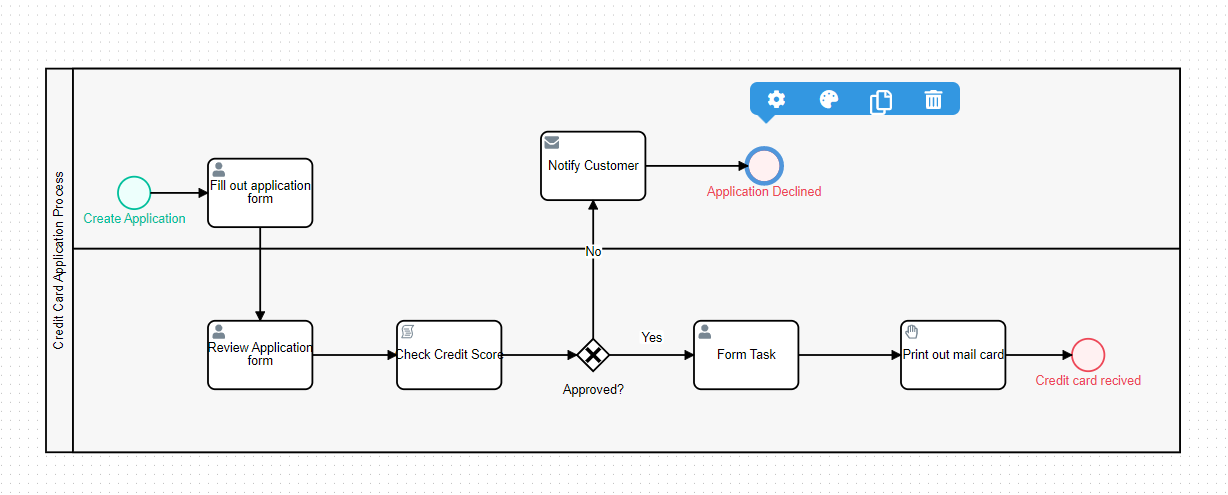 Credit Card Application Process
Create Application
Fill out application
form
Notify Customer
Application Declined
No
Review Application
form
Check Credit Score
Approved?
Yes
Form Task
Print out mail card
Credit card recived